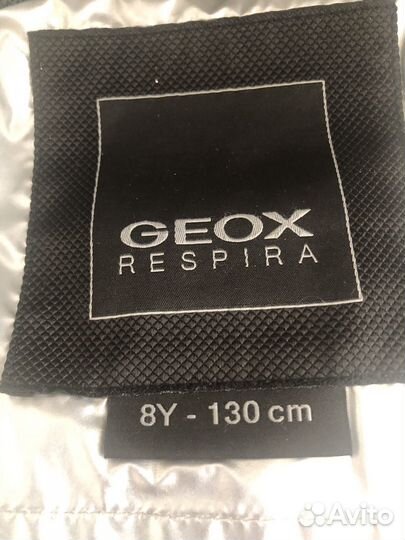 GEOX
RESPIRA
8Y - 130 cm
Avito